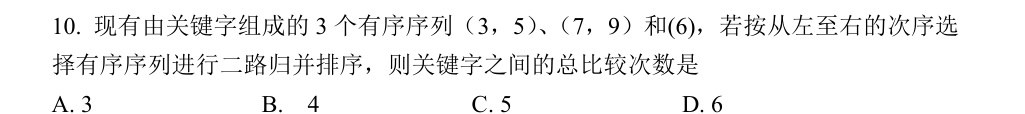 10. 现有由关键字组成的 3 个有序序列（3，5）、（7，9）和(6)，若按从左至右的次序选
择有序序列进行二路归并排序，则关键字之间的总比较次数是
A. 3 B. 4 C. 5 D. 6